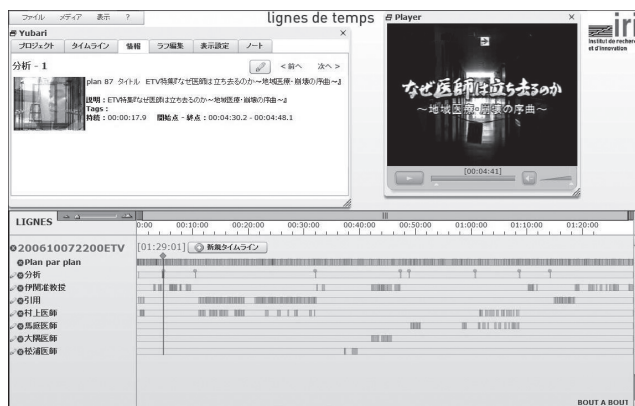 ファイル メディア 表示 ?
lignes de temps
Yubari
プロジェクト タイムライン 情報 ラフ編集 表示設定 ノート
分析 - 1
< 前へ 次へ >
plan 87 タイトル ETV特集『なぜ医師は立ち去るのか～地域医療・崩壊の序曲～』
説明：ETV特集『なぜ医師は立ち去るのか～地域医療・崩壊の序曲～』
Tags :
持続 : 00:00:17.9 開始点 - 終点 : 00:04:30.2 - 00:04:48.1
Player
なぜ医師は立ち去るのか
～地域医療・崩壊の序曲～
[00:04:41]
iri
Institut de recherc
et d'innovation
LIGNES
0:00 00:10:00 00:20:00 00:30:00 00:40:00 00:50:00 01:00:00 01:10:00 01:20:00
200610072200ETV [01:29:01] 新規タイムライン
Plan par plan
分析
伊関准教授
引用
村上医師
馬庭医師
大隅医師
松浦医師
BOUT A BOUT